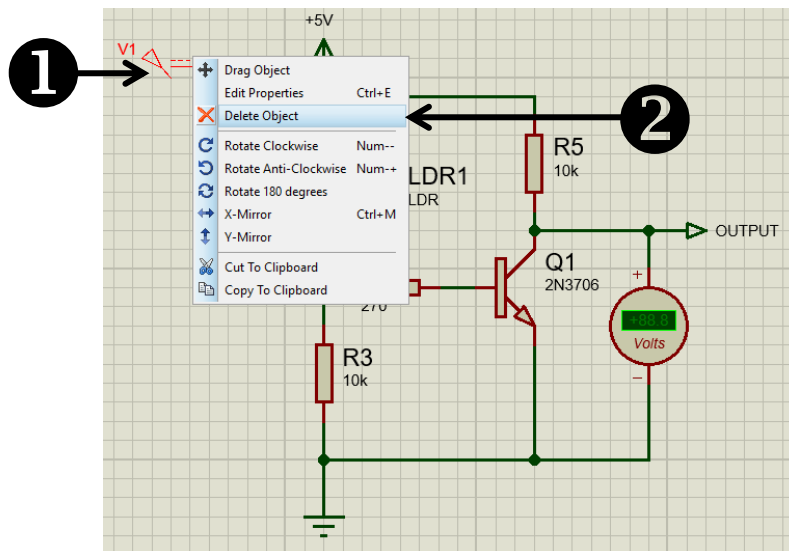 +5V
V1
1
Drag Object
Edit Properties Ctrl+E
Delete Object
2
Rotate Clockwise Num--
Rotate Anti-Clockwise Num-+
Rotate 180 degrees
X-Mirror Ctrl+M
Y-Mirror
Cut To Clipboard
Copy To Clipboard
R5
10k
LDR1
LDR
OUTPUT
Q1
2N3706
270
+88.8
Volts
R3
10k